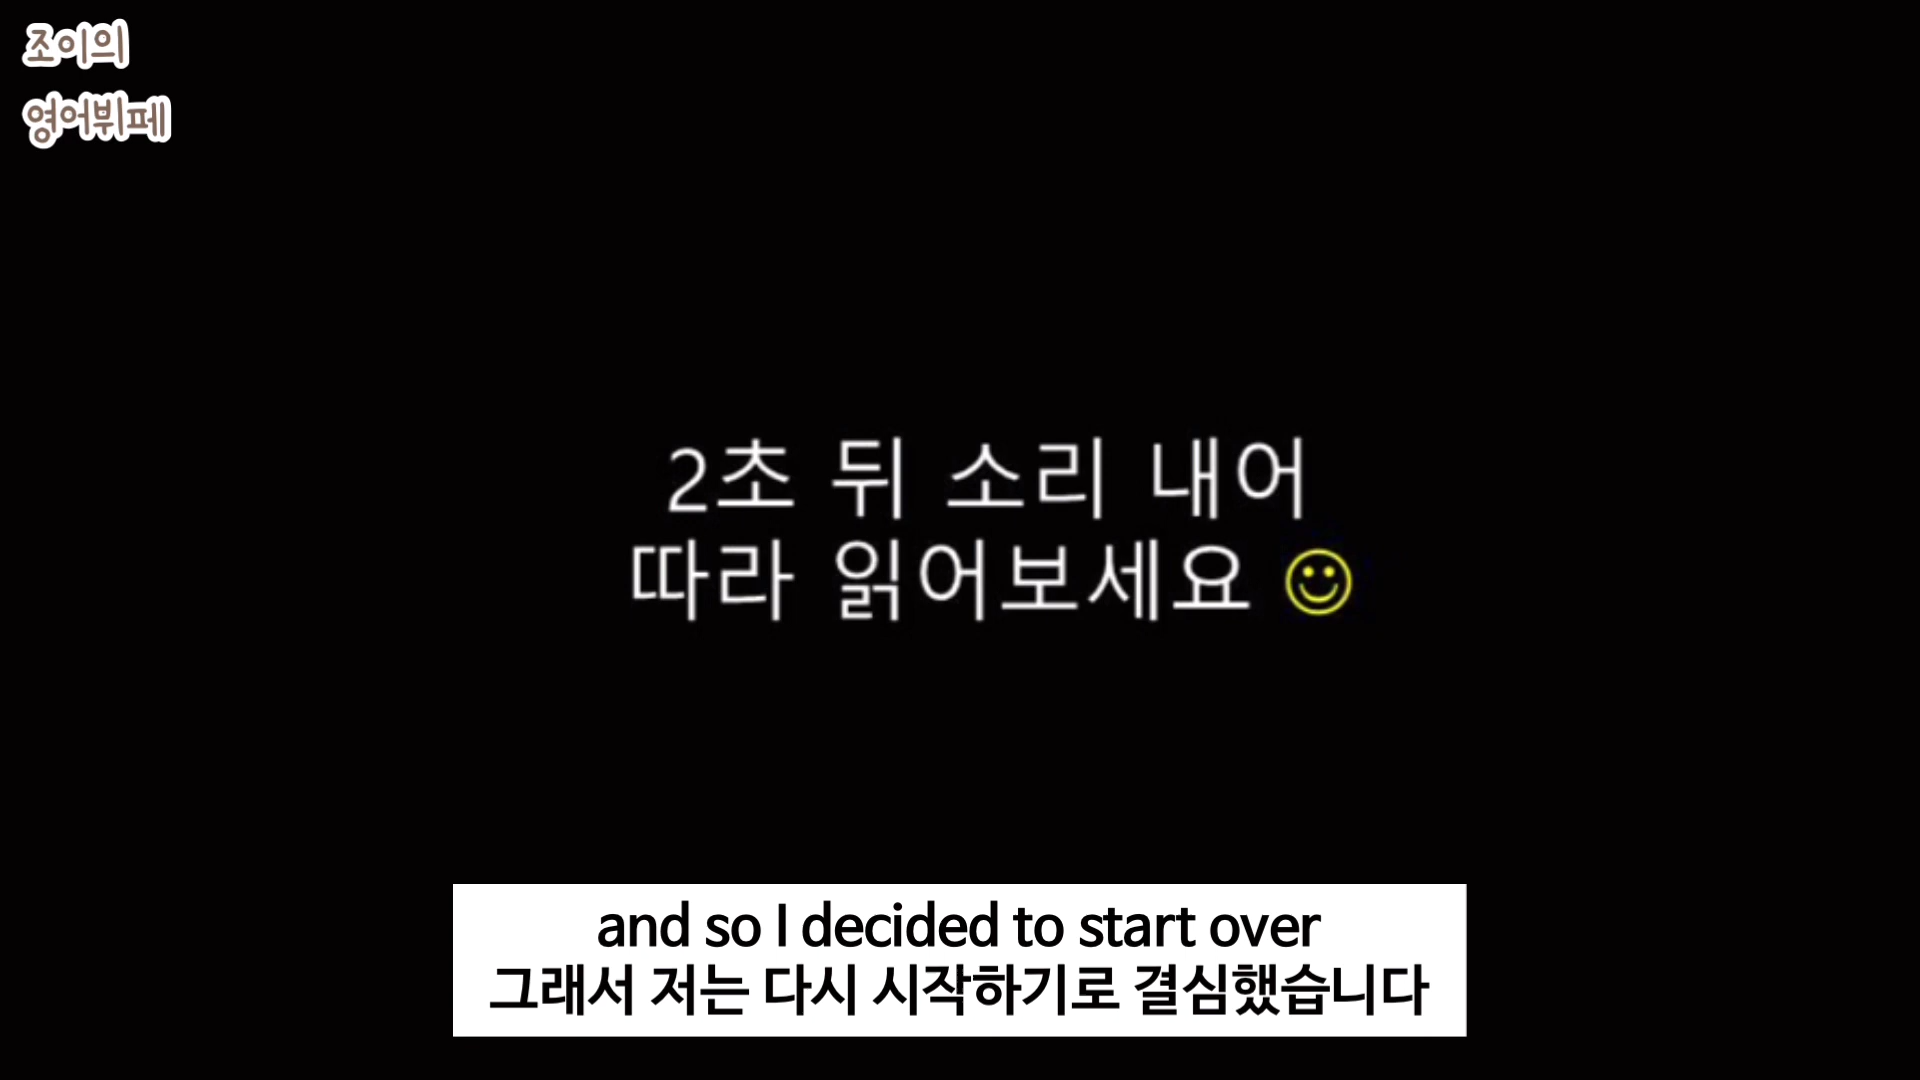 조이의
영어뷔페
2초 뒤 소리 내어
따라 읽어보세요 ☺
and so I decided to start over
그래서 저는 다시 시작하기로 결심했습니다